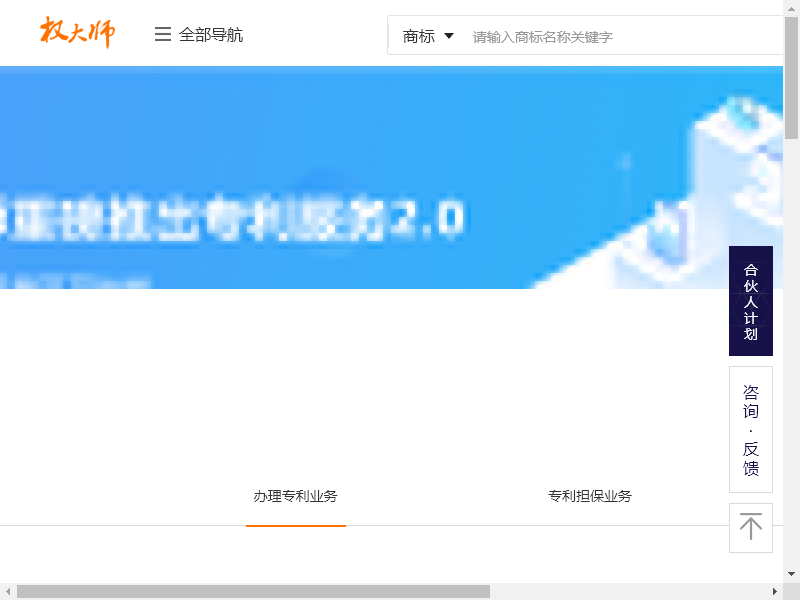 权大师
全部导航
商标
请输入商标名称关键字
专利服务2.0
合伙人计划
咨询·反馈
办理专利业务
专利担保业务